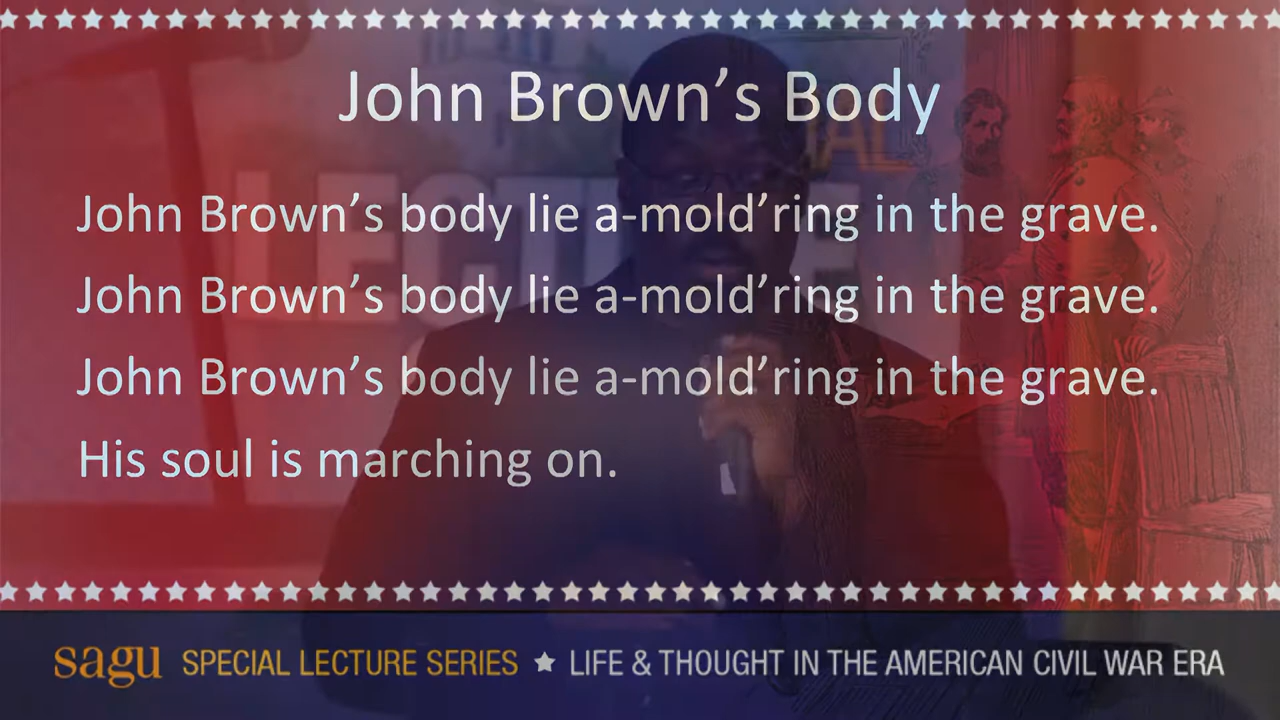 John Brown’s Body
John Brown’s body lie a-mold’ring in the grave.
John Brown’s body lie a-mold’ring in the grave.
John Brown’s body lie a-mold’ring in the grave.
His soul is marching on.
sagu SPECIAL LECTURE SERIES ★ LIFE & THOUGHT IN THE AMERICAN CIVIL WAR ERA